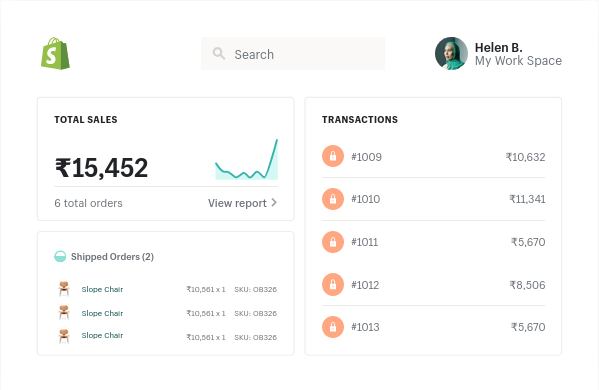 S
Search
Helen B.
My Work Space
TOTAL SALES
₹15,452
6 total orders
View report
Shipped Orders (2)
Slope Chair ₹10,561 x 1 SKU: OB326
Slope Chair ₹10,561 x 1 SKU: OB326
Slope Chair ₹10,561 x 1 SKU: OB326
TRANSACTIONS
#1009 ₹10,632
#1010 ₹11,341
#1011 ₹5,670
#1012 ₹8,506
#1013 ₹5,670